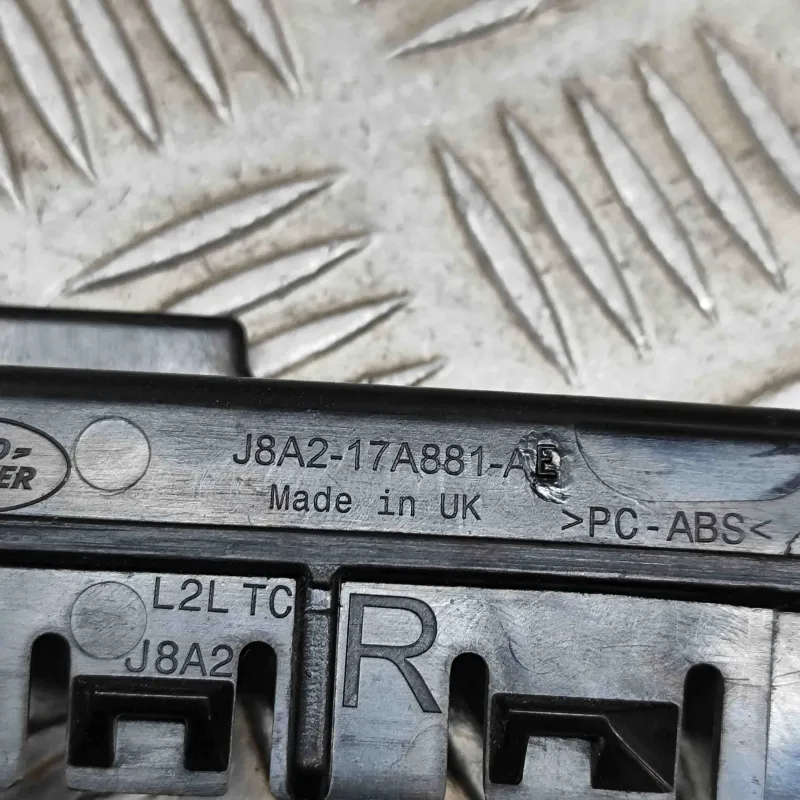 J8A2-17A881-AE
Made in UK
>PC-ABS<
L2L TC
J8A2
R